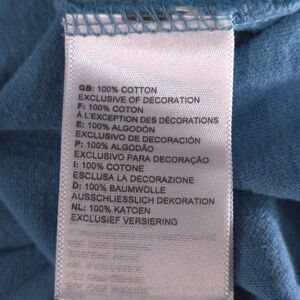 GB: 100% COTTON
EXCLUSIVE OF DECORATION
F: 100% COTON
À L'EXCEPTION DES DÉCORATIONS
E: 100% ALGODÓN
EXCLUSIVO DE DECORACIÓN
P: 100% ALGODÃO
EXCLUSIVO PARA DECORAÇÃO
I: 100% COTONE
ESCLUSA LA DECORAZIONE
D: 100% BAUMWOLLE
AUSSCHLIESSLICH DEKORATION
NL: 100% KATOEN
EXCLUSIEF VERSIERING